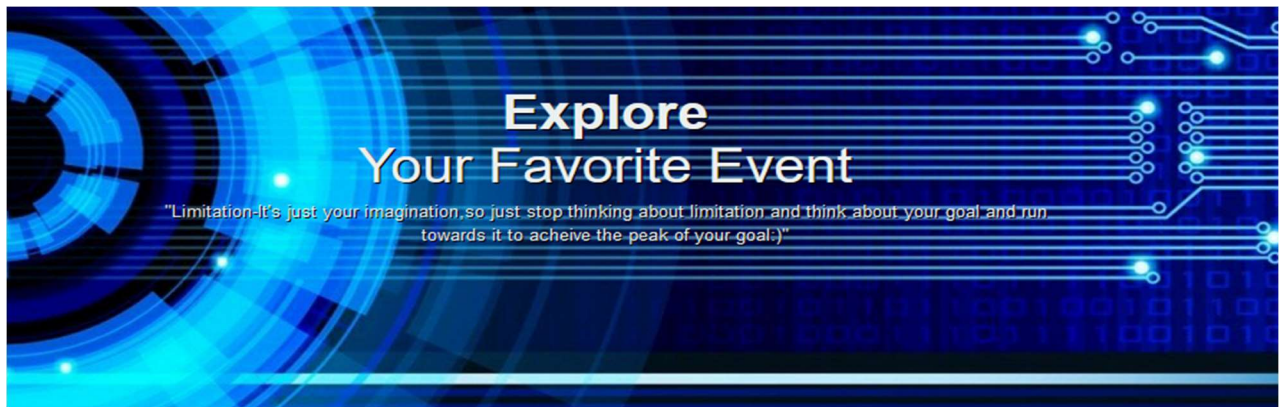 Explore
Your Favorite Event
"Limitation-It's just your imagination,so just stop thinking about limitation and think about your goal and run
towards it to acheive the peak of your goal:)"